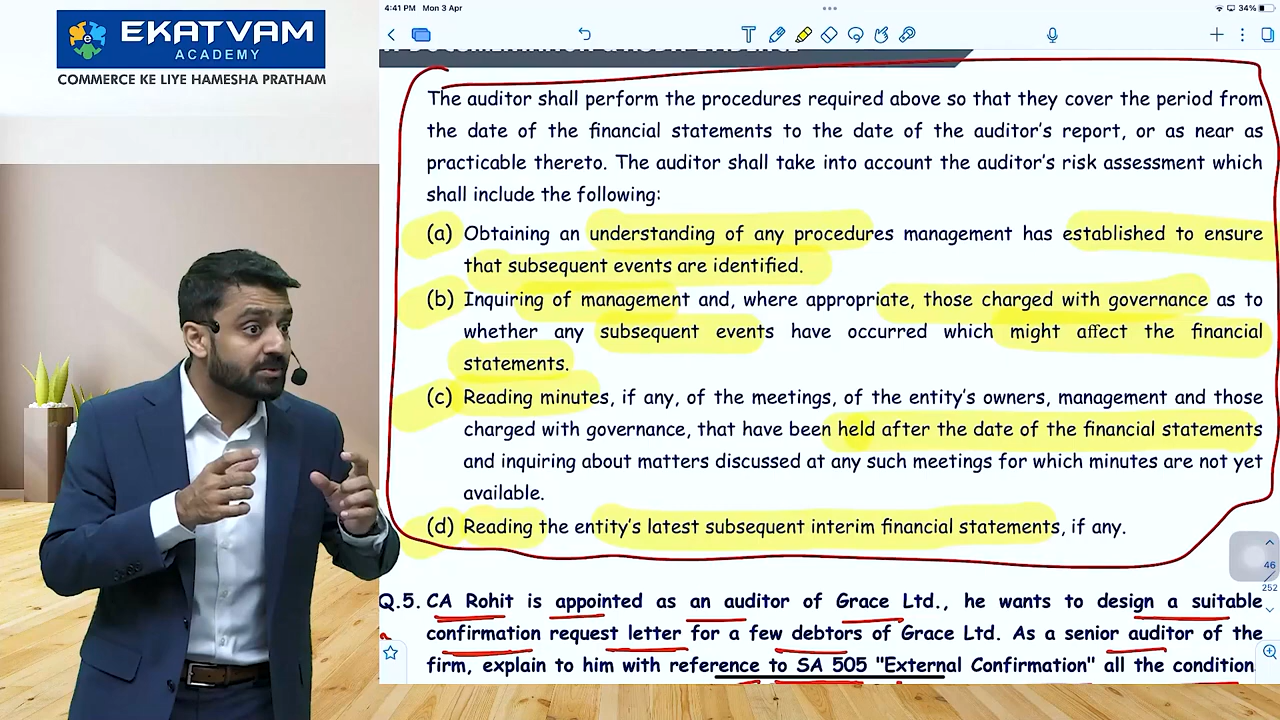 EKATVAM
ACADEMY
COMMERCE KE LIYE HAMESHA PRATHAM
4:41 PM Mon 3 Apr
34%
The auditor shall perform the procedures required above so that they cover the period from
the date of the financial statements to the date of the auditor's report, or as near as
practicable thereto. The auditor shall take into account the auditor's risk assessment which
shall include the following:
(a) Obtaining an understanding of any procedures management has established to ensure
that subsequent events are identified.
(b) Inquiring of management and, where appropriate, those charged with governance as to
whether any subsequent events have occurred which might affect the financial
statements.
(c) Reading minutes, if any, of the meetings, of the entity's owners, management and those
charged with governance, that have been held after the date of the financial statements
and inquiring about matters discussed at any such meetings for which minutes are not yet
available.
(d) Reading the entity's latest subsequent interim financial statements, if any.
46
252
Q.5. CA Rohit is appointed as an auditor of Grace Ltd., he wants to design a suitable
confirmation request letter for a few debtors of Grace Ltd. As a senior auditor of the
firm, explain to him with reference to SA 505 "External Confirmation" all the condition